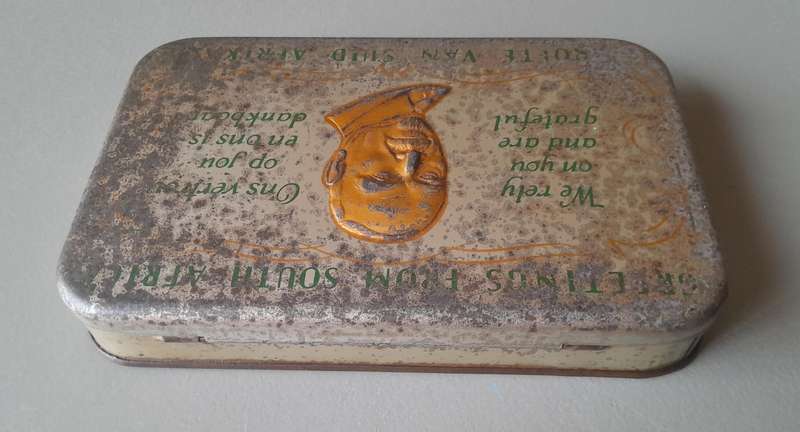 GREETINGS FROM SOUTH AFRICA
We rely
on you
and are
grateful
Ons vertrou
op jou
en ons is
dankbaar
GROETE VAN SUID AFRIKA